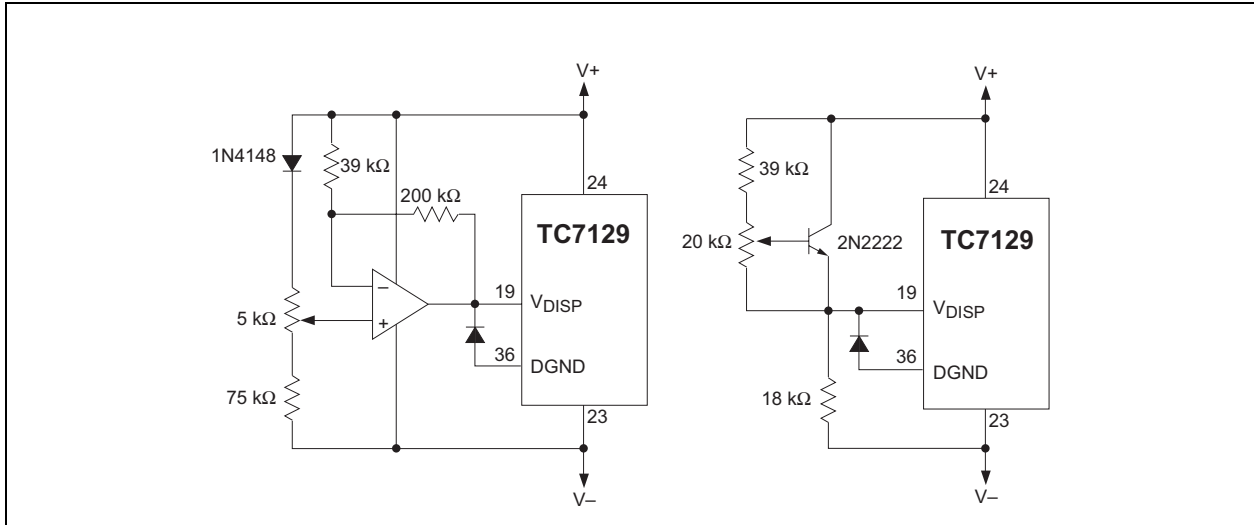 V+
1N4148
39 kΩ
200 kΩ
24
TC7129
5 kΩ
–
+
19
VDISP
36
DGND
75 kΩ
23
V–
V+
39 kΩ
24
TC7129
20 kΩ
2N2222
19
VDISP
36
DGND
18 kΩ
23
V–